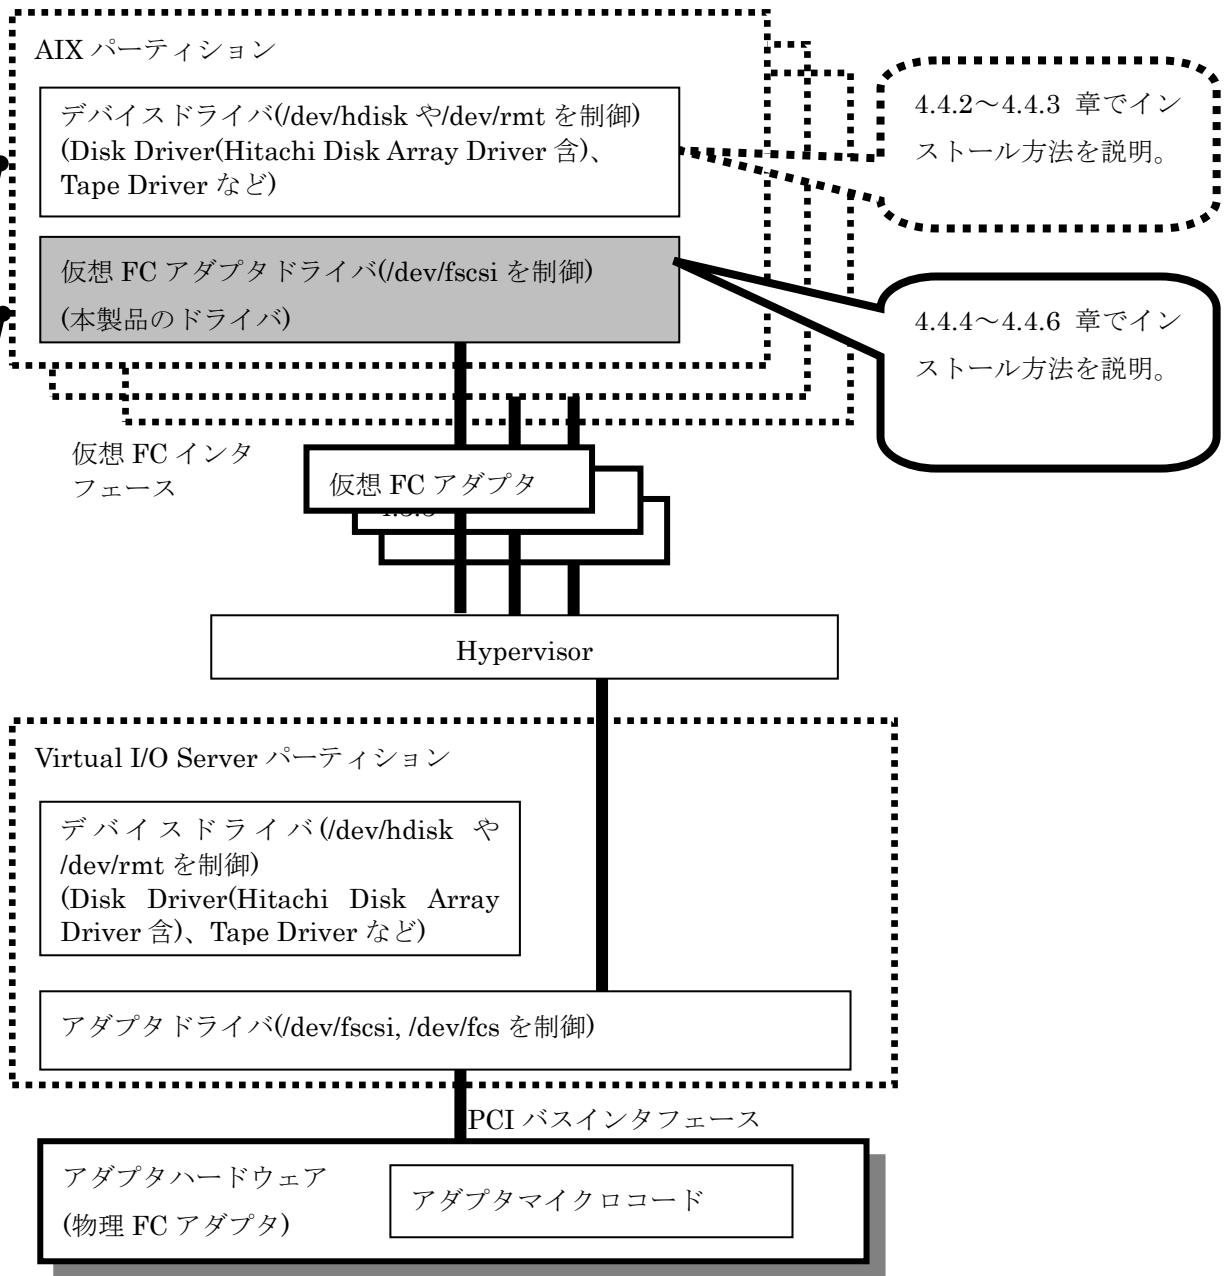 AIX パーティション
デバイスドライバ(/dev/hdisk や/dev/rmt を制御)
(Disk Driver(Hitachi Disk Array Driver 含)、
Tape Driver など)
4.4.2～4.4.3 章でイン
ストール方法を説明。
仮想 FC アダプタドライバ(/dev/fscsi を制御)
(本製品のドライバ)
4.4.4～4.4.6 章でイン
ストール方法を説明。
仮想 FC インタ
フェース
仮想 FC アダプタ
Hypervisor
Virtual I/O Server パーティション
デバイスドライバ(/dev/hdisk や
/dev/rmt を制御)
(Disk Driver(Hitachi Disk Array
Driver 含)、Tape Driver など)
アダプタドライバ(/dev/fscsi, /dev/fcs を制御)
PCI バスインタフェース
アダプタハードウェア
(物理 FC アダプタ)
アダプタマイクロコード